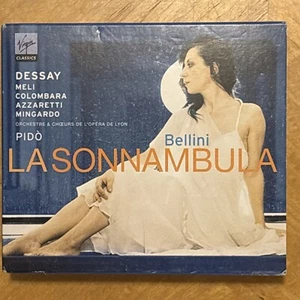 Virgin
CLASSICS
DESSAY
MELI
COLOMBARA
AZZARETTI
MINGARDO
ORCHESTRE & CHŒURS DE L'OPÉRA DE LYON
PIDÒ
Bellini
LA SONNAMBULA